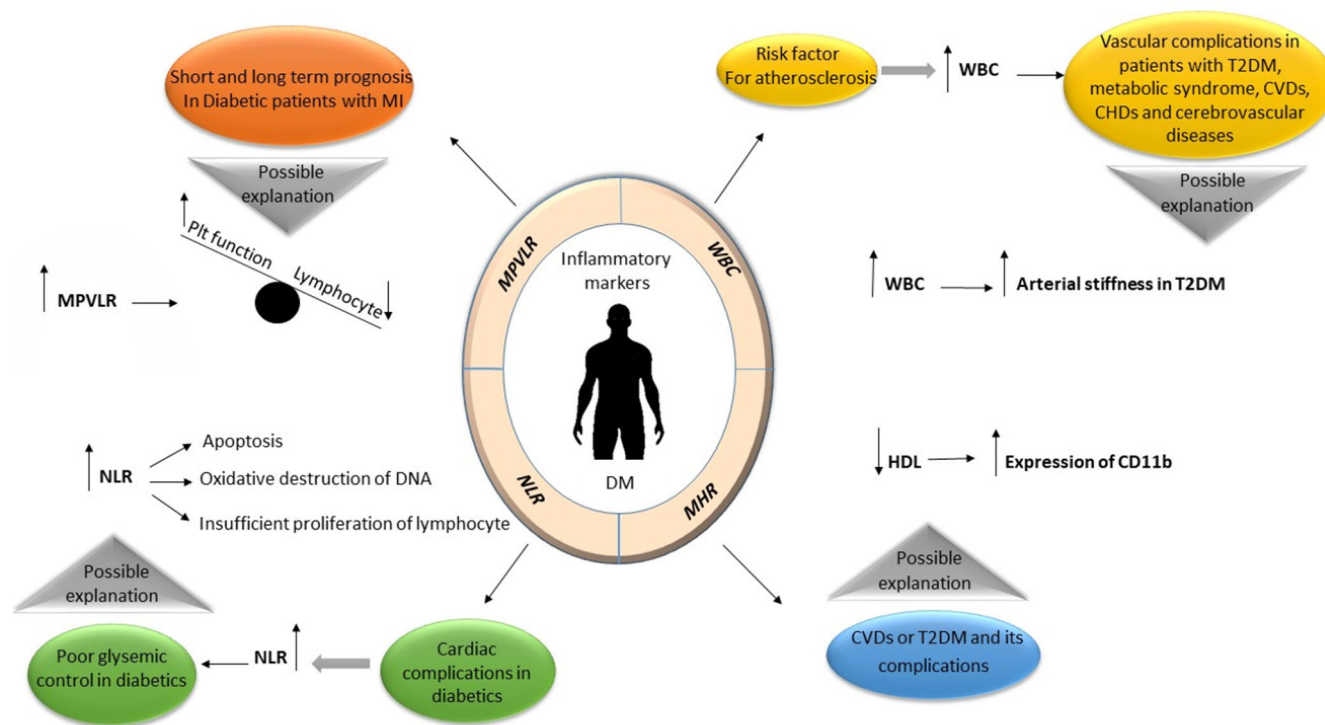 Short and long term prognosis
In Diabetic patients with MI
Possible
explanation
Plt function
Lymphocyte
MPVLR
Risk factor
For atherosclerosis
WBC
Vascular complications in
patients with T2DM,
metabolic syndrome, CVDs,
CHDs and cerebrovascular
diseases
Possible
explanation
WBC
Arterial stiffness in T2DM
MPVLR
WBC
Inflammatory
markers
DM
NLR
MHR
NLR
Apoptosis
Oxidative destruction of DNA
Insufficient proliferation of lymphocyte
Possible
explanation
Poor glysemic
control in diabetics
NLR
Cardiac
complications in
diabetics
HDL
Expression of CD11b
Possible
explanation
CVDs or T2DM and its
complications